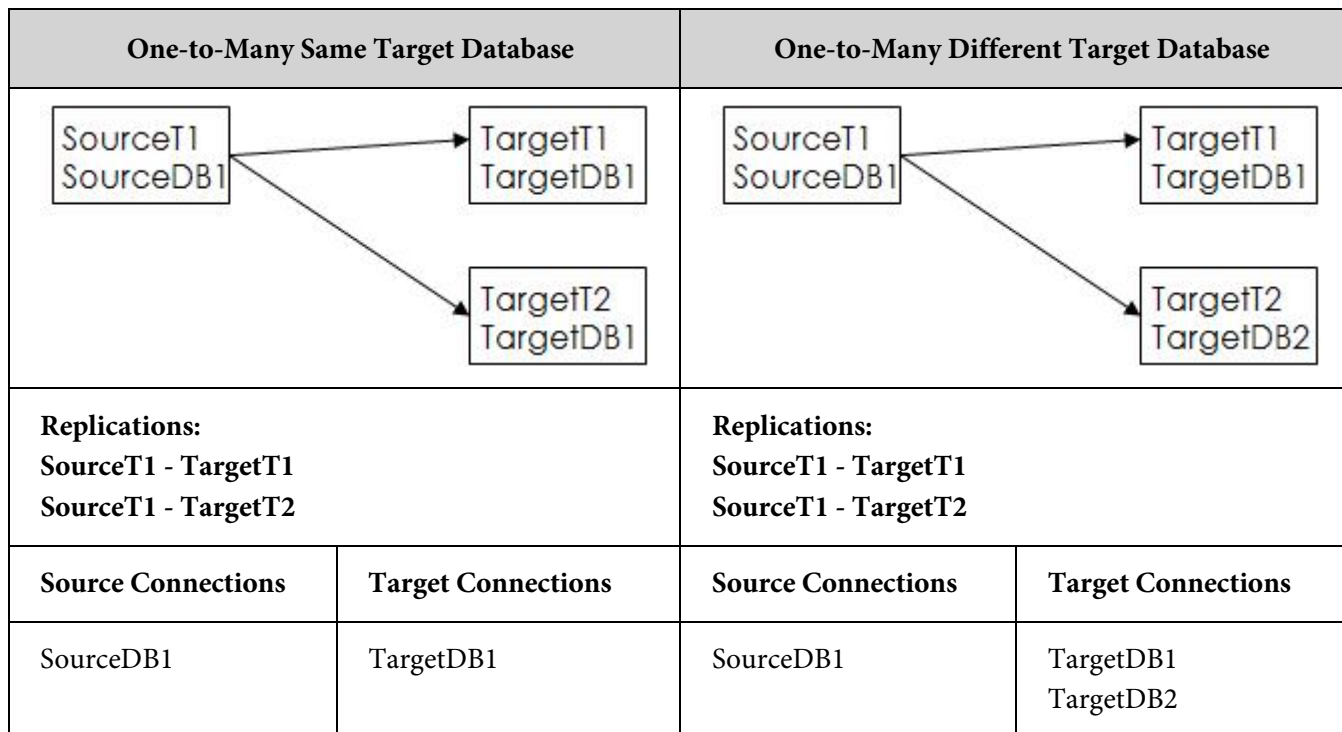 One-to-Many Same Target Database
One-to-Many Different Target Database
SourceT1
SourceDB1
TargetT1
TargetDB1
TargetT2
TargetDB1
SourceT1
SourceDB1
TargetT1
TargetDB1
TargetT2
TargetDB2
Replications:
SourceT1 - TargetT1
SourceT1 - TargetT2
Replications:
SourceT1 - TargetT1
SourceT1 - TargetT2
Source Connections
Target Connections
Source Connections
Target Connections
SourceDB1
TargetDB1
SourceDB1
TargetDB1
TargetDB2